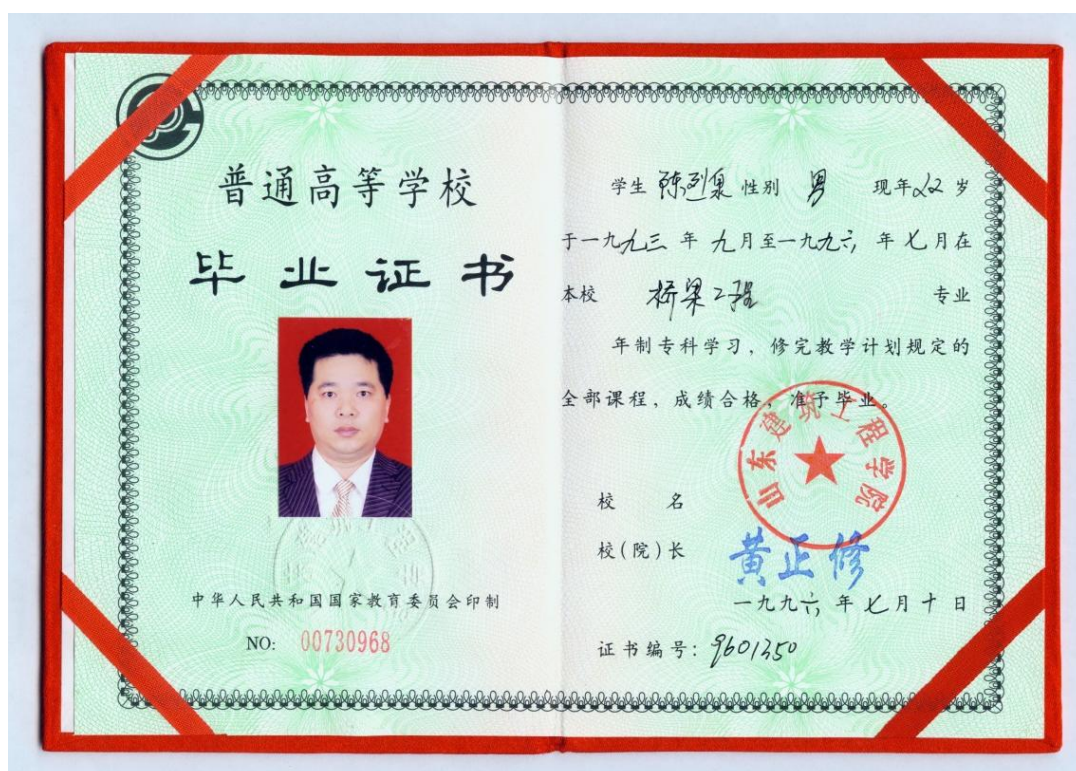 普通高等学校
毕业证书
中华人民共和国国家教育委员会印制
NO: 00730968
学生 陈列泉 性别 男 现年22岁
于一九九三年九月至一九九六年七月在
本校 桥梁工程 专业
年制专科学习，修完教学计划规定的
全部课程，成绩合格，准予毕业。
山东建筑工程学院
校 名
校(院)长 黄正修
一九九六年七月十日
证书编号：9601350